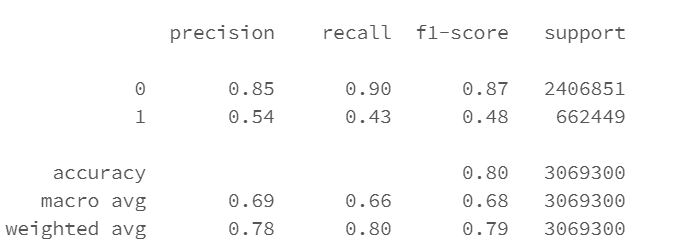 precision recall f1-score support
0 0.85 0.90 0.87 2406851
1 0.54 0.43 0.48 662449
accuracy 0.80 3069300
macro avg 0.69 0.66 0.68 3069300
weighted avg 0.78 0.80 0.79 3069300